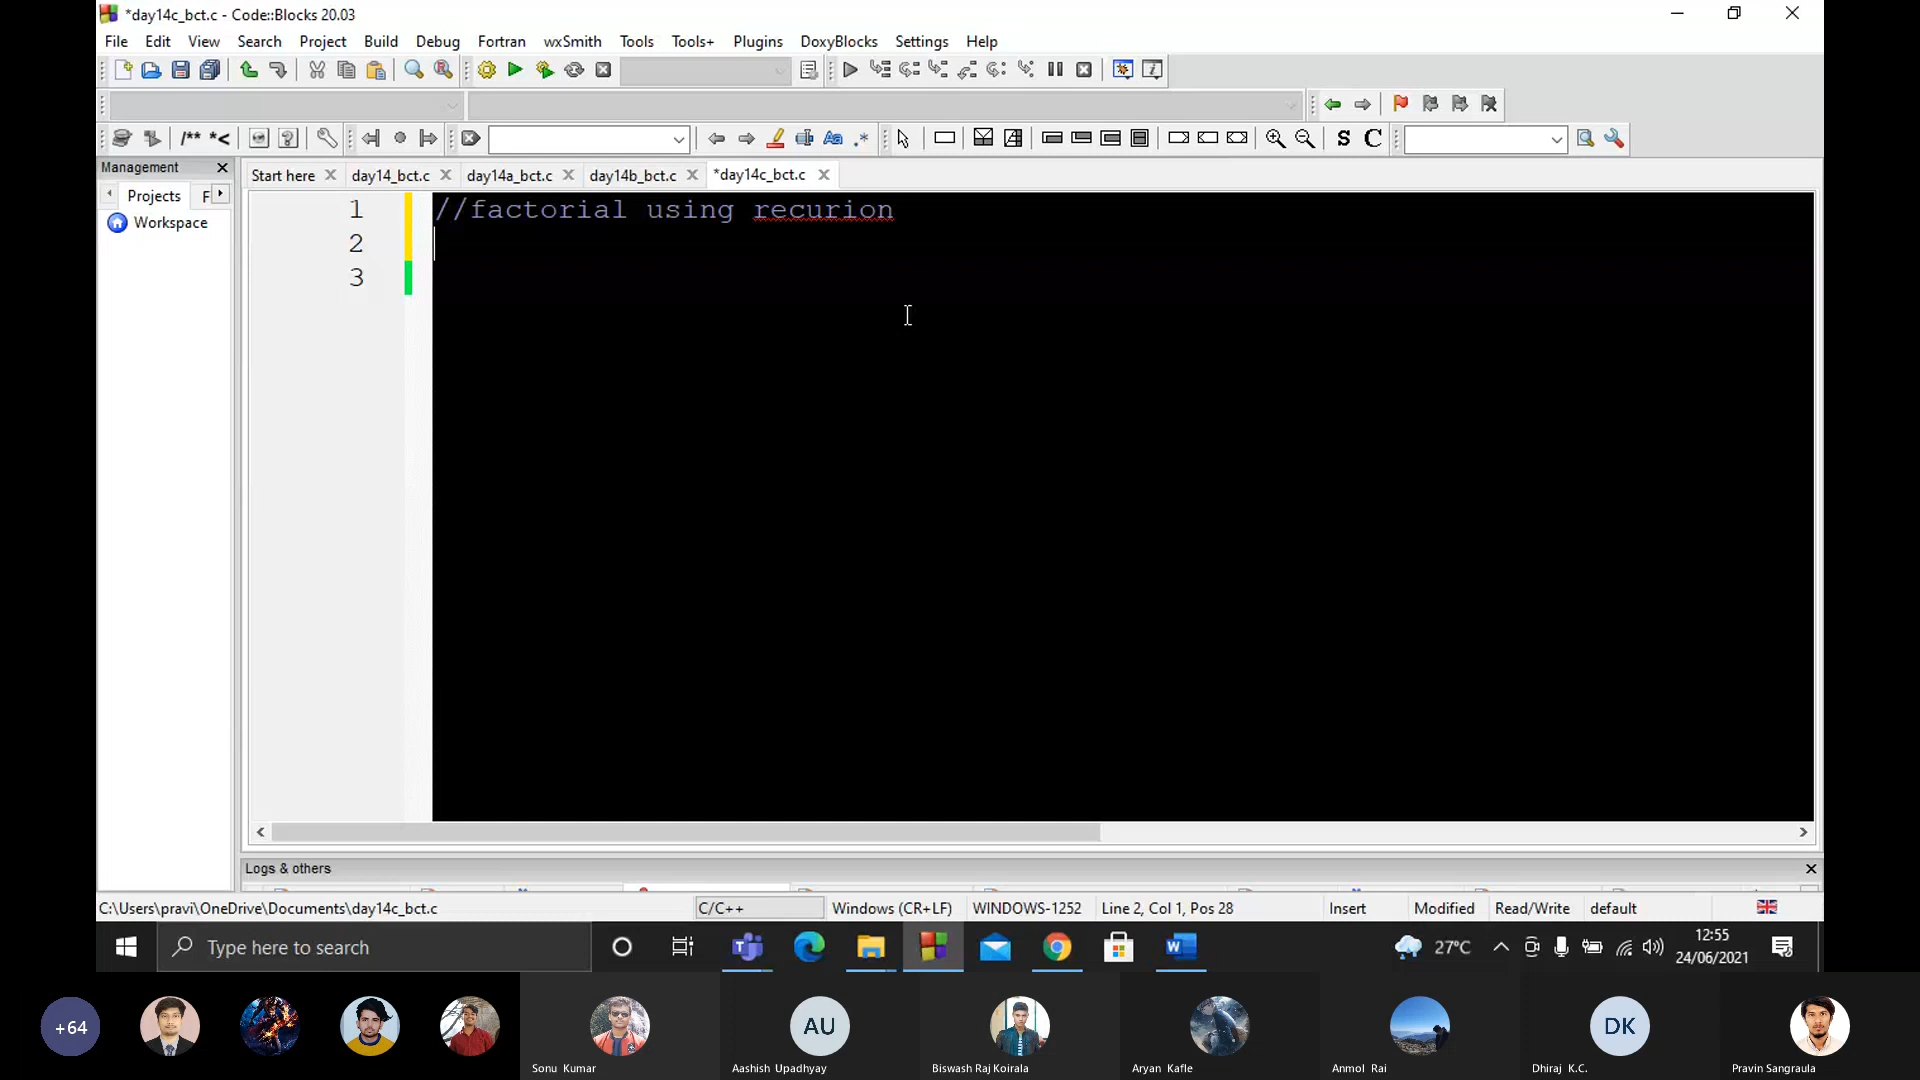 *day14c_bct.c - Code::Blocks 20.03
File Edit View Search Project Build Debug Fortran wxSmith Tools Tools+ Plugins DoxyBlocks Settings Help
/** *< Aa .* S C
Management
Start here day14_bct.c day14a_bct.c day14b_bct.c *day14c_bct.c
Projects F
Workspace
1 //factorial using recurion
2
3
Logs & others
C:\Users\pravi\OneDrive\Documents\day14c_bct.c C/C++ Windows (CR+LF) WINDOWS-1252 Line 2, Col 1, Pos 28 Insert Modified Read/Write default
Type here to search 27°C 12:55
24/06/2021
+64 AU DK
Sonu Kumar Aashish Upadhyay Biswash Raj Koirala Aryan Kafle Anmol Rai Dhiraj K.C. Pravin Sangraula